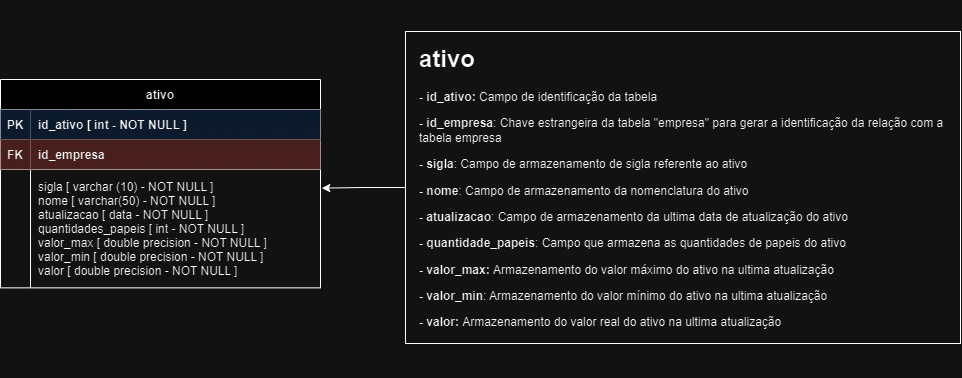 ativo
PK id_ativo [ int - NOT NULL ]
FK id_empresa
sigla [ varchar (10) - NOT NULL ]
nome [ varchar(50) - NOT NULL ]
atualizacao [ data - NOT NULL ]
quantidades_papeis [ int - NOT NULL ]
valor_max [ double precision - NOT NULL ]
valor_min [ double precision - NOT NULL ]
valor [ double precision - NOT NULL ]
ativo
- id_ativo: Campo de identificação da tabela
- id_empresa: Chave estrangeira da tabela "empresa" para gerar a identificação da relação com a
tabela empresa
- sigla: Campo de armazenamento de sigla referente ao ativo
- nome: Campo de armazenamento da nomenclatura do ativo
- atualizacao: Campo de armazenamento da ultima data de atualização do ativo
- quantidade_papeis: Campo que armazena as quantidades de papeis do ativo
- valor_max: Armazenamento do valor máximo do ativo na ultima atualização
- valor_min: Armazenamento do valor mínimo do ativo na ultima atualização
- valor: Armazenamento do valor real do ativo na ultima atualização